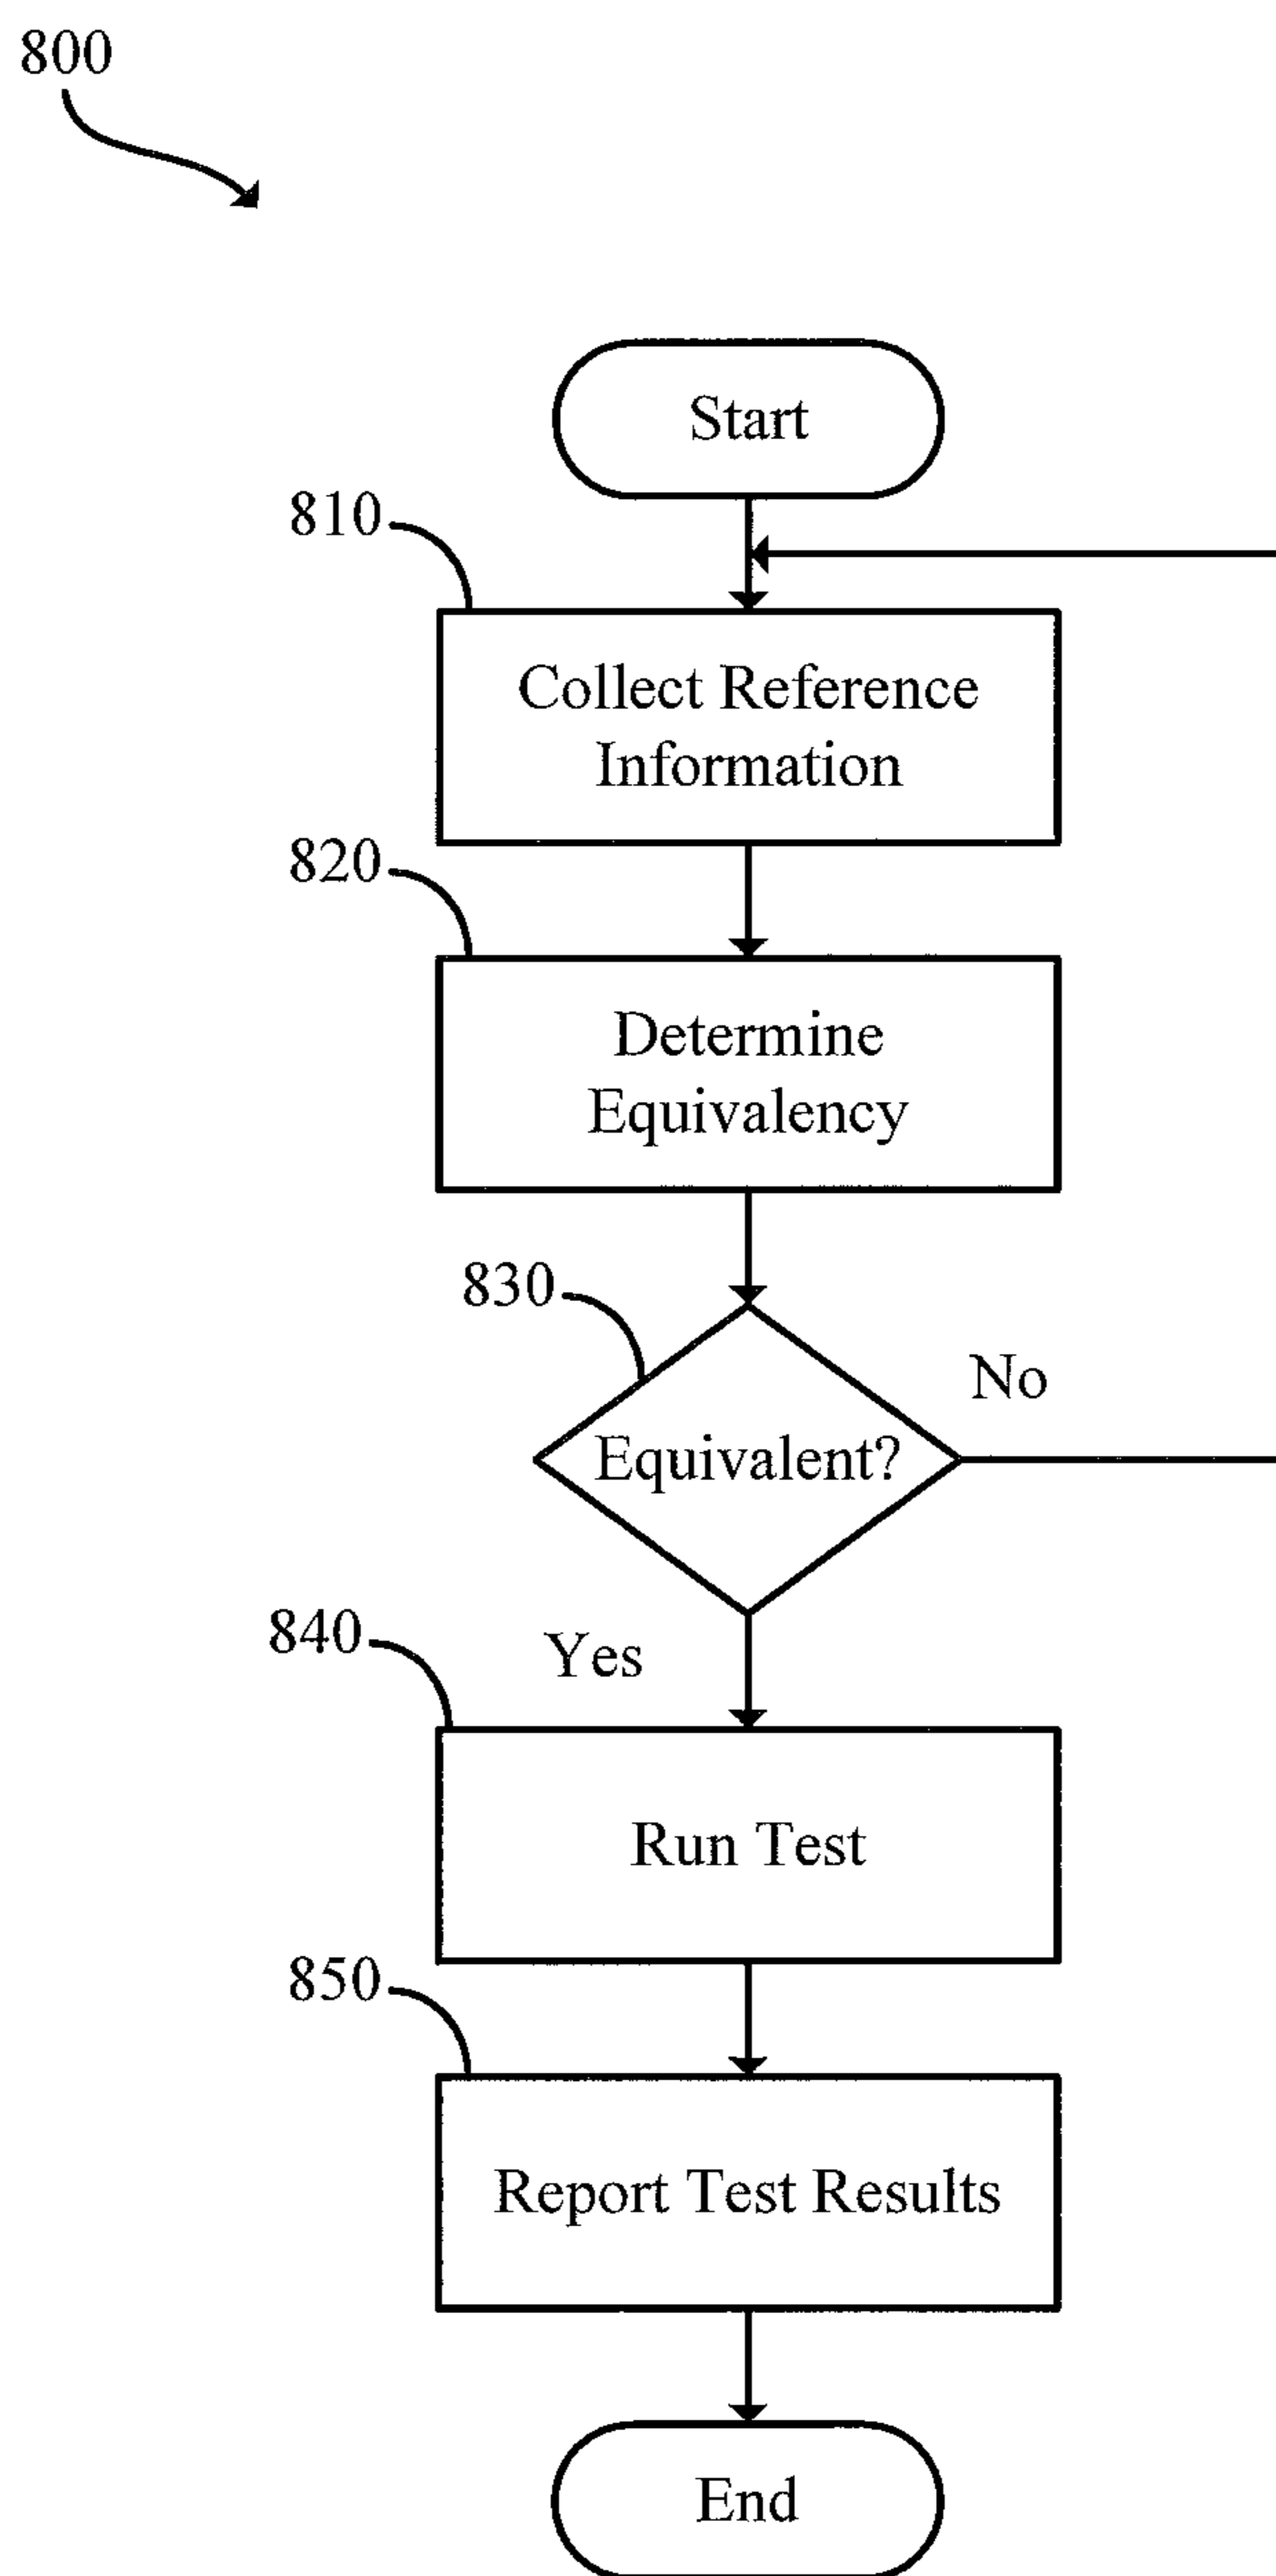 800
Start
810
Collect Reference
Information
820
Determine
Equivalency
830
No
Equivalent?
840
Yes
Run Test
850
Report Test Results
End